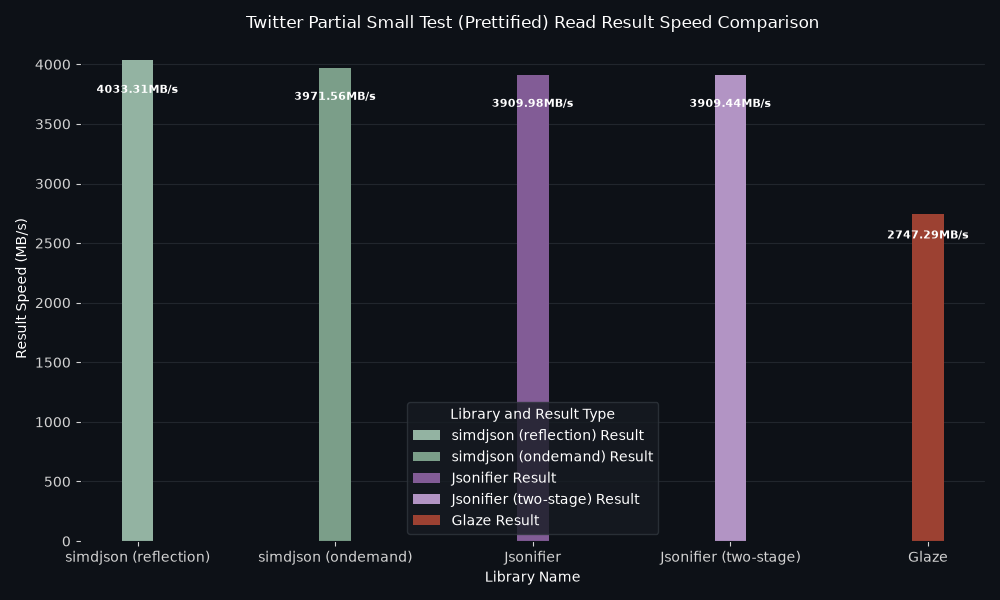 Twitter Partial Small Test (Prettified) Read Result Speed Comparison
Result Speed (MB/s)
4000
3500
3000
2500
2000
1500
1000
500
0
4033.31MB/s
3971.56MB/s
3909.98MB/s
3909.44MB/s
2747.29MB/s
Library and Result Type
simdjson (reflection) Result
simdjson (ondemand) Result
Jsonifier Result
Jsonifier (two-stage) Result
Glaze Result
simdjson (reflection)
simdjson (ondemand)
Jsonifier
Jsonifier (two-stage)
Glaze
Library Name